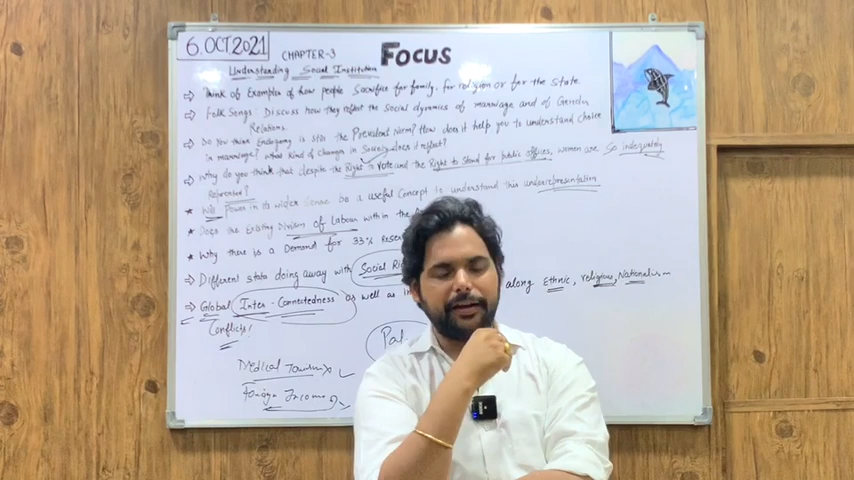 6.OCT 2021
CHAPTER-3
FOCUS
Understanding Social Institution
Think of Examples of how people Sacrifice for family. For religion or for the State.
Folk Songs: Discuss how they reflect the Social dynamics of marriage and of Gender
Relations.
Do you think Endogamy is still the Prevalent Norm? How does it help you to understand choice
in marriage? What kind of changes in Society does it reflect?
Why do you think that despite the Right to vote and the Right to Stand for public offices, women are so inadequately
Represented?
Will Power in its wider sense be a useful Concept to understand this underrepresentation
Does the Existing Division of Labour within the
Why there is a Demand for 33%
Different state doing away with Social
Global Inter-Connectedness as well as along Ethnic, religious, Nationalism
Conflicts!
Medical Tourism
Foreign Income